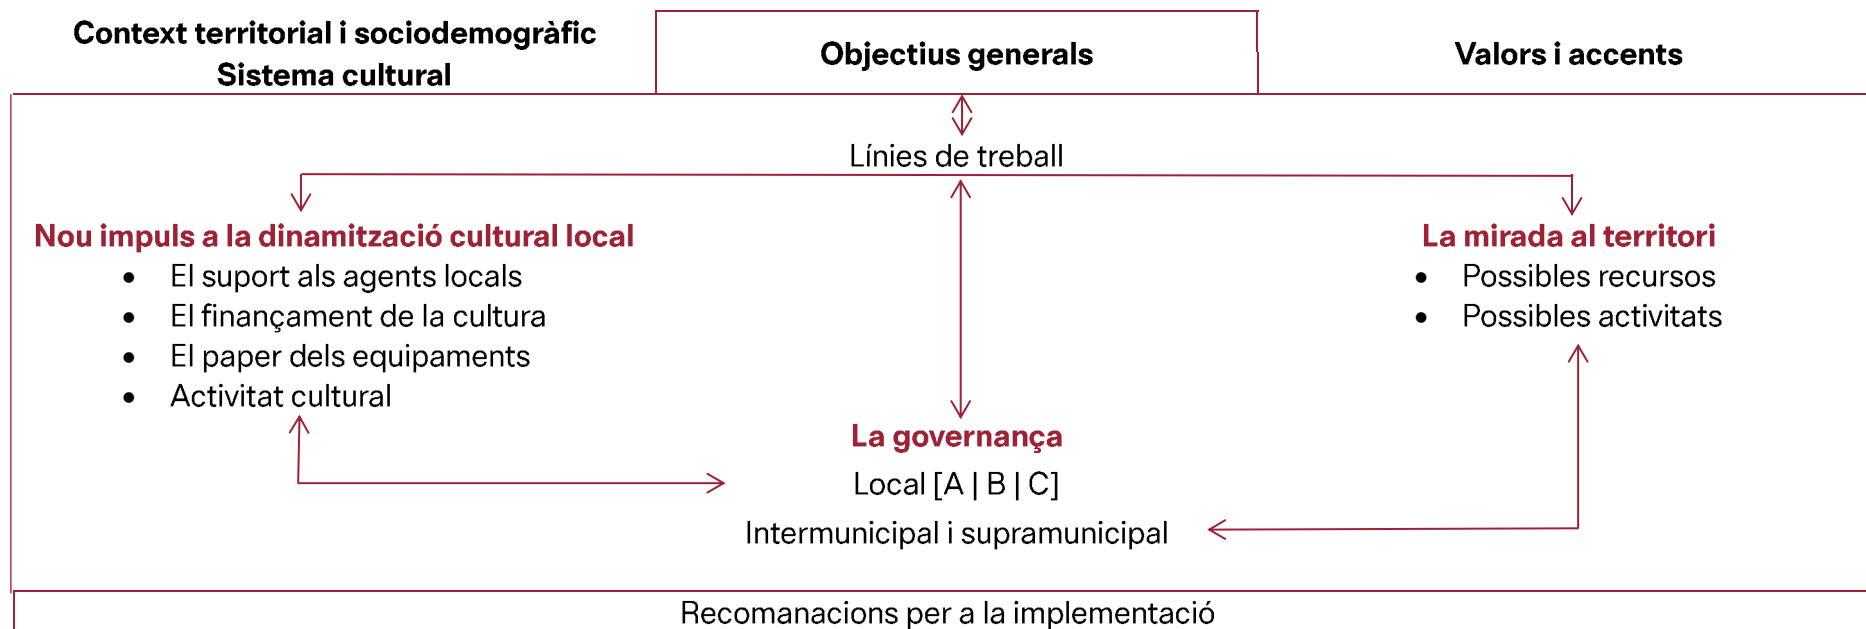 Context territorial i sociodemogràfic
Sistema cultural
Objectius generals
Valors i accents
Línies de treball
Nou impuls a la dinamització cultural local
• El suport als agents locals
• El finançament de la cultura
• El paper dels equipaments
• Activitat cultural
La mirada al territori
• Possibles recursos
• Possibles activitats
La governança
Local [A | B | C]
Intermunicipal i supramunicipal
Recomanacions per a la implementació